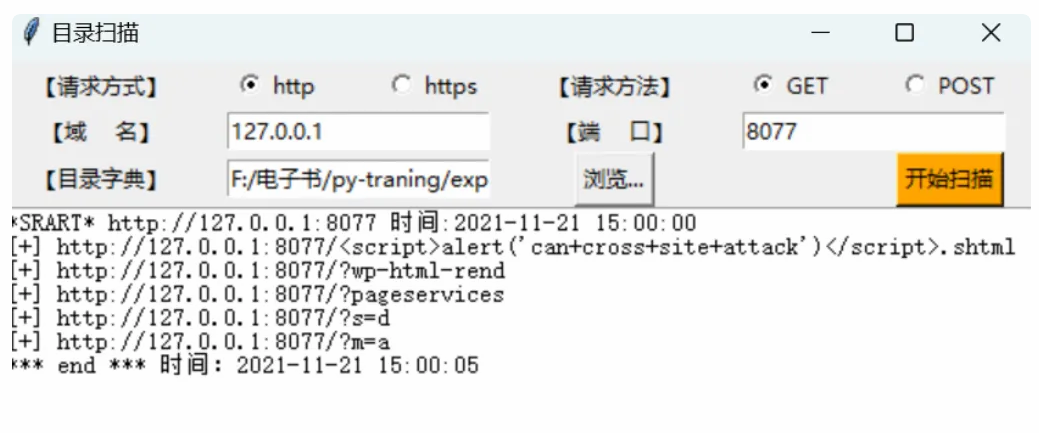 目录扫描
【请求方式】 http https 【请求方法】 GET POST
【域 名】 127.0.0.1 【端 口】 8077
【目录字典】 F:/电子书/py-traning/exp 浏览... 开始扫描
*SRART* http://127.0.0.1:8077 时间:2021-11-21 15:00:00
[+] http://127.0.0.1:8077/<script>alert('can+cross+site+attack')</script>.shtml
[+] http://127.0.0.1:8077/?wp-html-rend
[+] http://127.0.0.1:8077/?pageservices
[+] http://127.0.0.1:8077/?s=d
[+] http://127.0.0.1:8077/?m=a
*** end *** 时间：2021-11-21 15:00:05